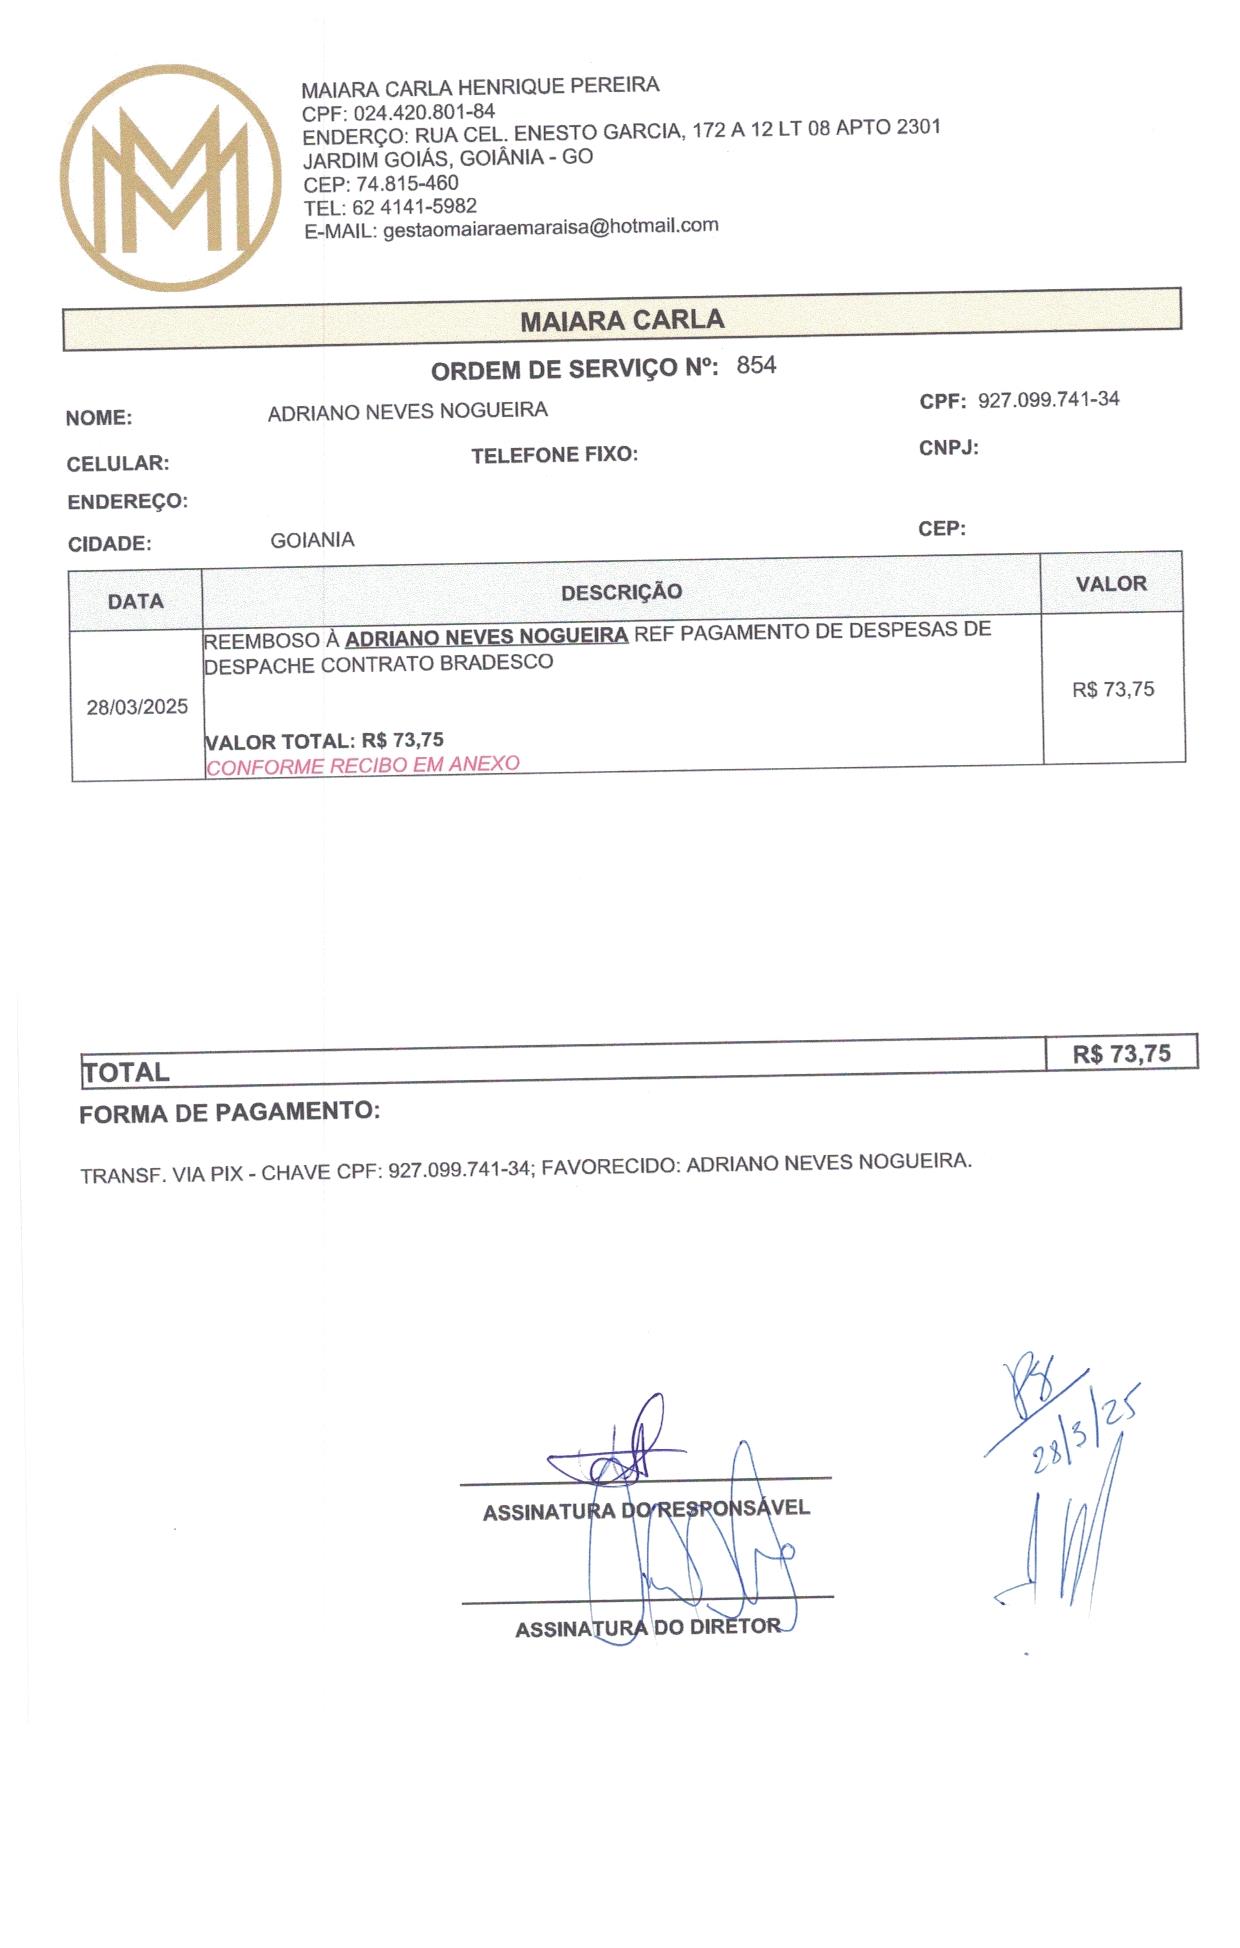 MAIARA CARLA HENRIQUE PEREIRA
CPF: 024.420.801-84
ENDERÇO: RUA CEL. ENESTO GARCIA, 172 A 12 LT 08 APTO 2301
JARDIM GOIÁS, GOIÂNIA - GO
CEP: 74.815-460
TEL: 62 4141-5982
E-MAIL: gestaomaiaraemaraisa@hotmail.com
MAIARA CARLA
ORDEM DE SERVIÇO Nº: 854
NOME: ADRIANO NEVES NOGUEIRA CPF: 927.099.741-34
CELULAR: TELEFONE FIXO: CNPJ:
ENDEREÇO:
CIDADE: GOIANIA CEP:
DATA DESCRIÇÃO VALOR
REEMBOSO À ADRIANO NEVES NOGUEIRA REF PAGAMENTO DE DESPESAS DE
DESPACHE CONTRATO BRADESCO
28/03/2025 R$ 73,75
VALOR TOTAL: R$ 73,75
CONFORME RECIBO EM ANEXO
TOTAL R$ 73,75
FORMA DE PAGAMENTO:
TRANSF. VIA PIX - CHAVE CPF: 927.099.741-34; FAVORECIDO: ADRIANO NEVES NOGUEIRA.
28/3/25
ASSINATURA DO RESPONSÁVEL
ASSINATURA DO DIRETOR